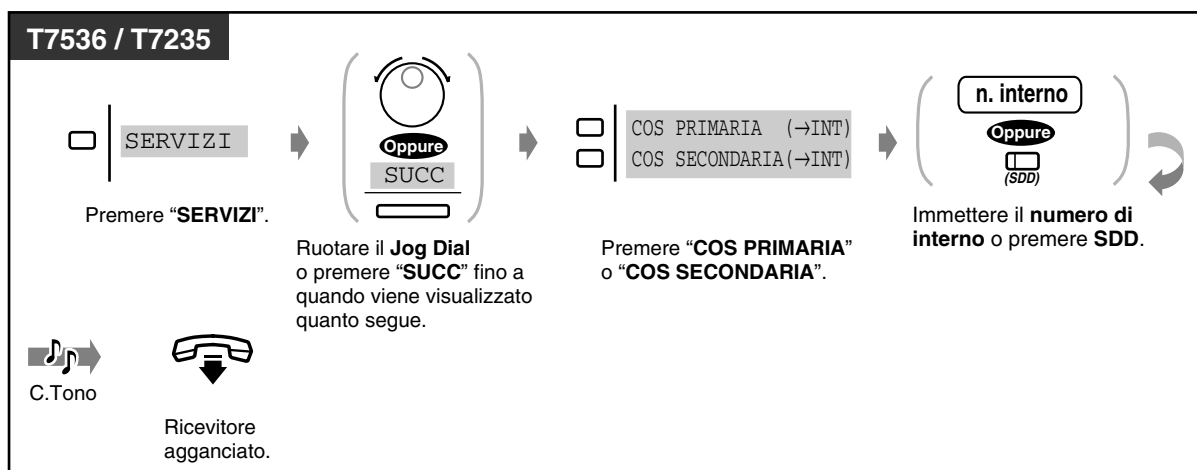 T7536 / T7235
SERVIZI
Premere “SERVIZI”.
Oppure
SUCC
Ruotare il Jog Dial
o premere “SUCC” fino a
quando viene visualizzato
quanto segue.
COS PRIMARIA (→INT)
COS SECONDARIA(→INT)
Premere “COS PRIMARIA”
o “COS SECONDARIA”.
n. interno
Oppure
(SDD)
Immettere il numero di
interno o premere SDD.
C.Tono
Ricevitore
agganciato.